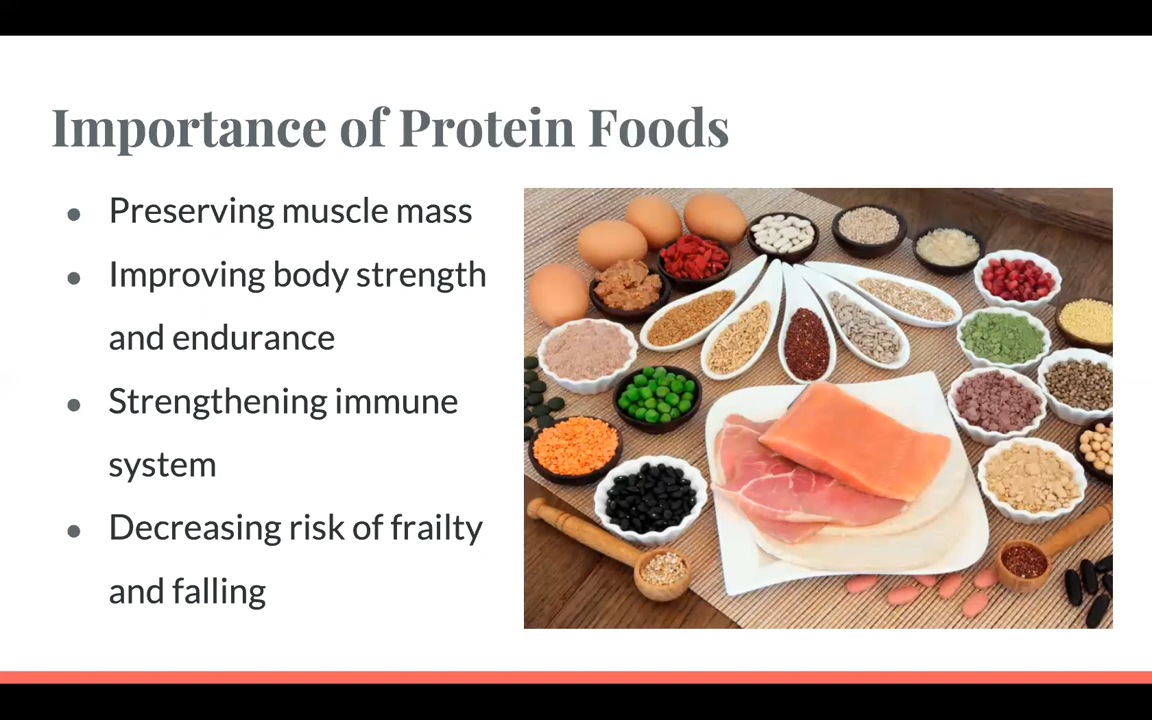 Importance of Protein Foods
● Preserving muscle mass
● Improving body strength
and endurance
● Strengthening immune
system
● Decreasing risk of frailty
and falling